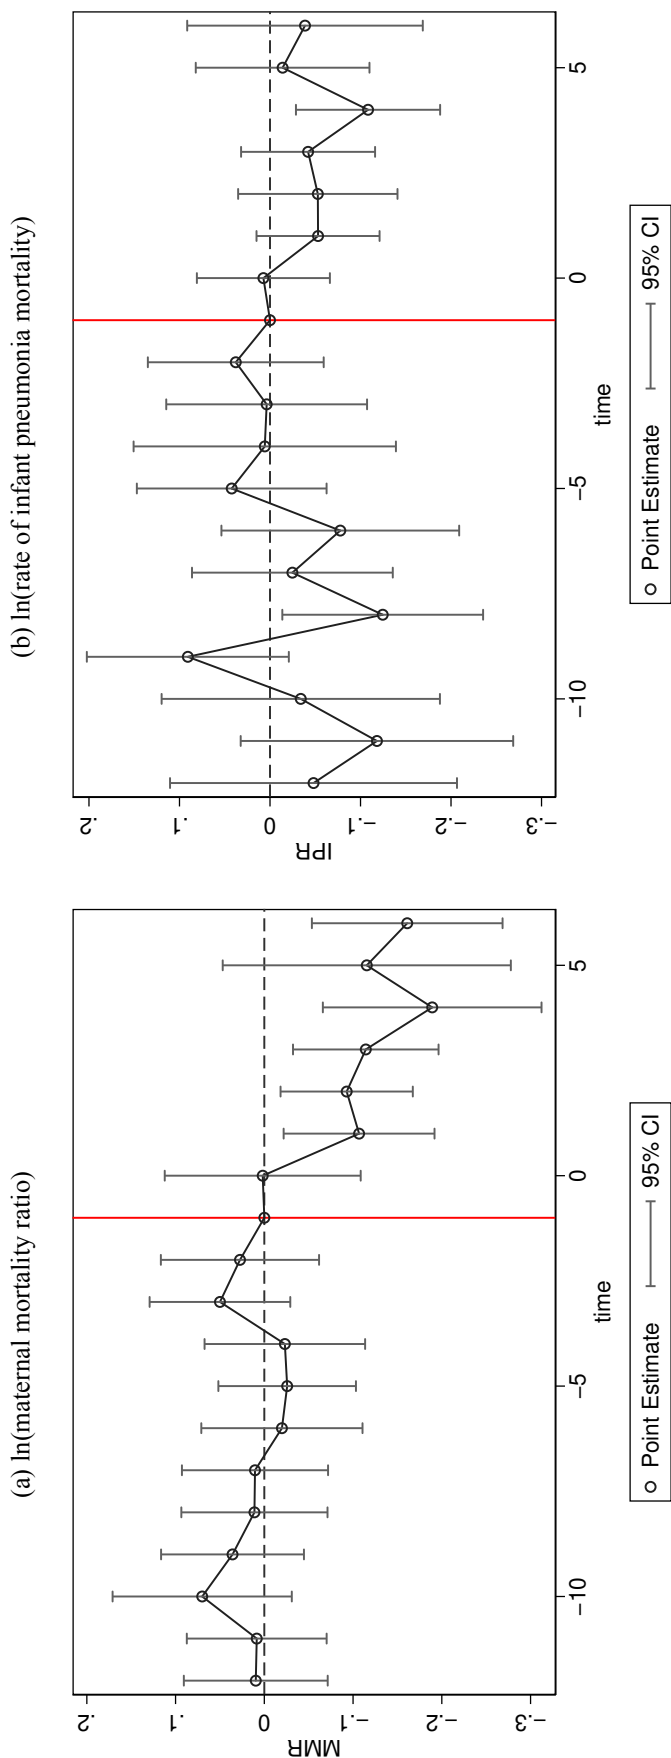 (a) ln(maternal mortality ratio)
.2
.1
0
−.1
−.2
−.3
MMR
−10
−5
0
5
time
Point Estimate
95% CI
(b) ln(rate of infant pneumonia mortality)
.2
.1
0
−.1
−.2
−.3
IPR
−10
−5
0
5
time
Point Estimate
95% CI